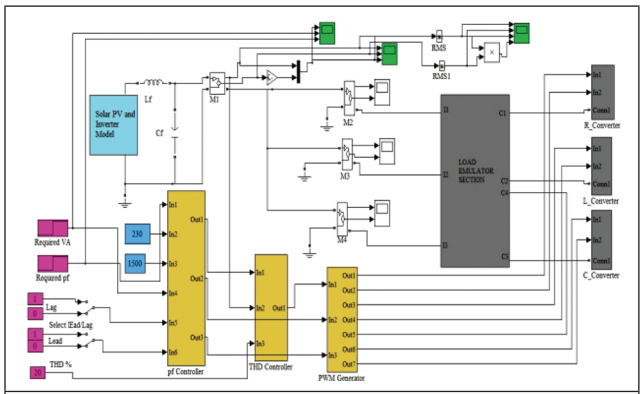 RMS
RMS1
Lf
M1
Cf
Solar PV and
Inverter
Model
M2
M3
M4
I1
I2
I3
LOAD
EMULATOR
SECTION
C1
C2
C4
C3
In1
In2
Conn1
R_Converter
In1
In2
Conn1
L_Converter
In1
In2
Conn1
C_Converter
Required VA
230
Required pf
1500
1
0
Lag
Select lEad/Lag
1
0
Lead
THD %
20
In1
In2
In3
In4
In5
In6
Out1
Out2
Out3
pf Controller
In1
In2
In3
Out1
THD Controller
In1
In2
In3
Out1
Out2
Out3
Out4
Out5
Out6
Out7
PWM Generator
×